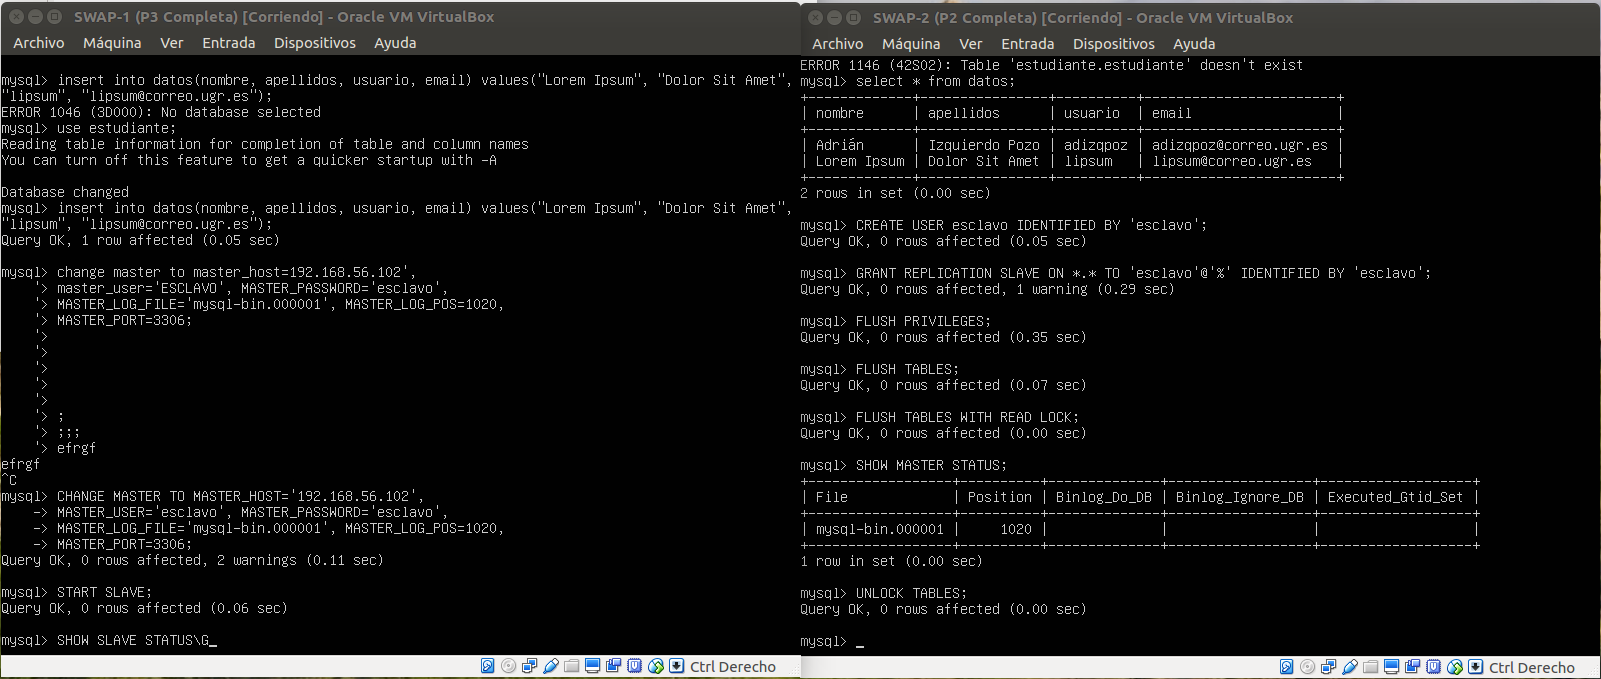 SWAP-1 (P3 Completa) [Corriendo] - Oracle VM VirtualBox
Archivo Máquina Ver Entrada Dispositivos Ayuda
mysql> insert into datos(nombre, apellidos, usuario, email) values("Lorem Ipsum", "Dolor Sit Amet",
"lipsum", "lipsum@correo.ugr.es");
ERROR 1046 (3D000): No database selected
mysql> use estudiante;
Reading table information for completion of table and column names
You can turn off this feature to get a quicker startup with -A
Database changed
mysql> insert into datos(nombre, apellidos, usuario, email) values("Lorem Ipsum", "Dolor Sit Amet",
"lipsum", "lipsum@correo.ugr.es");
Query OK, 1 row affected (0.05 sec)
mysql> change master to master_host=192.168.56.102',
'> master_user='ESCLAVO', MASTER_PASSWORD='esclavo',
'> MASTER_LOG_FILE='mysql-bin.000001', MASTER_LOG_POS=1020,
'> MASTER_PORT=3306;
'>
'>
'>
'>
'>
'> ;
'> ;;;
'> efrgf
efrgf
^C
mysql> CHANGE MASTER TO MASTER_HOST='192.168.56.102',
-> MASTER_USER='esclavo', MASTER_PASSWORD='esclavo',
-> MASTER_LOG_FILE='mysql-bin.000001', MASTER_LOG_POS=1020,
-> MASTER_PORT=3306;
Query OK, 0 rows affected, 2 warnings (0.11 sec)
mysql> START SLAVE;
Query OK, 0 rows affected (0.06 sec)
mysql> SHOW SLAVE STATUS\G_
Ctrl Derecho
SWAP-2 (P2 Completa) [Corriendo] - Oracle VM VirtualBox
Archivo Máquina Ver Entrada Dispositivos Ayuda
ERROR 1146 (42S02): Table 'estudiante.estudiante' doesn't exist
mysql> select * from datos;
+-------------+----------------+----------+------------------------+
| nombre | apellidos | usuario | email |
+-------------+----------------+----------+------------------------+
| Adrián | Izquierdo Pozo | adizqpoz | adizqpoz@correo.ugr.es |
| Lorem Ipsum | Dolor Sit Amet | lipsum | lipsum@correo.ugr.es |
+-------------+----------------+----------+------------------------+
2 rows in set (0.00 sec)
mysql> CREATE USER esclavo IDENTIFIED BY 'esclavo';
Query OK, 0 rows affected (0.05 sec)
mysql> GRANT REPLICATION SLAVE ON *.* TO 'esclavo'@'%' IDENTIFIED BY 'esclavo';
Query OK, 0 rows affected, 1 warning (0.29 sec)
mysql> FLUSH PRIVILEGES;
Query OK, 0 rows affected (0.35 sec)
mysql> FLUSH TABLES;
Query OK, 0 rows affected (0.07 sec)
mysql> FLUSH TABLES WITH READ LOCK;
Query OK, 0 rows affected (0.00 sec)
mysql> SHOW MASTER STATUS;
+------------------+----------+--------------+------------------+-------------------+
| File | Position | Binlog_Do_DB | Binlog_Ignore_DB | Executed_Gtid_Set |
+------------------+----------+--------------+------------------+-------------------+
| mysql-bin.000001 | 1020 | | | |
+------------------+----------+--------------+------------------+-------------------+
1 row in set (0.00 sec)
mysql> UNLOCK TABLES;
Query OK, 0 rows affected (0.00 sec)
mysql> _
Ctrl Derecho